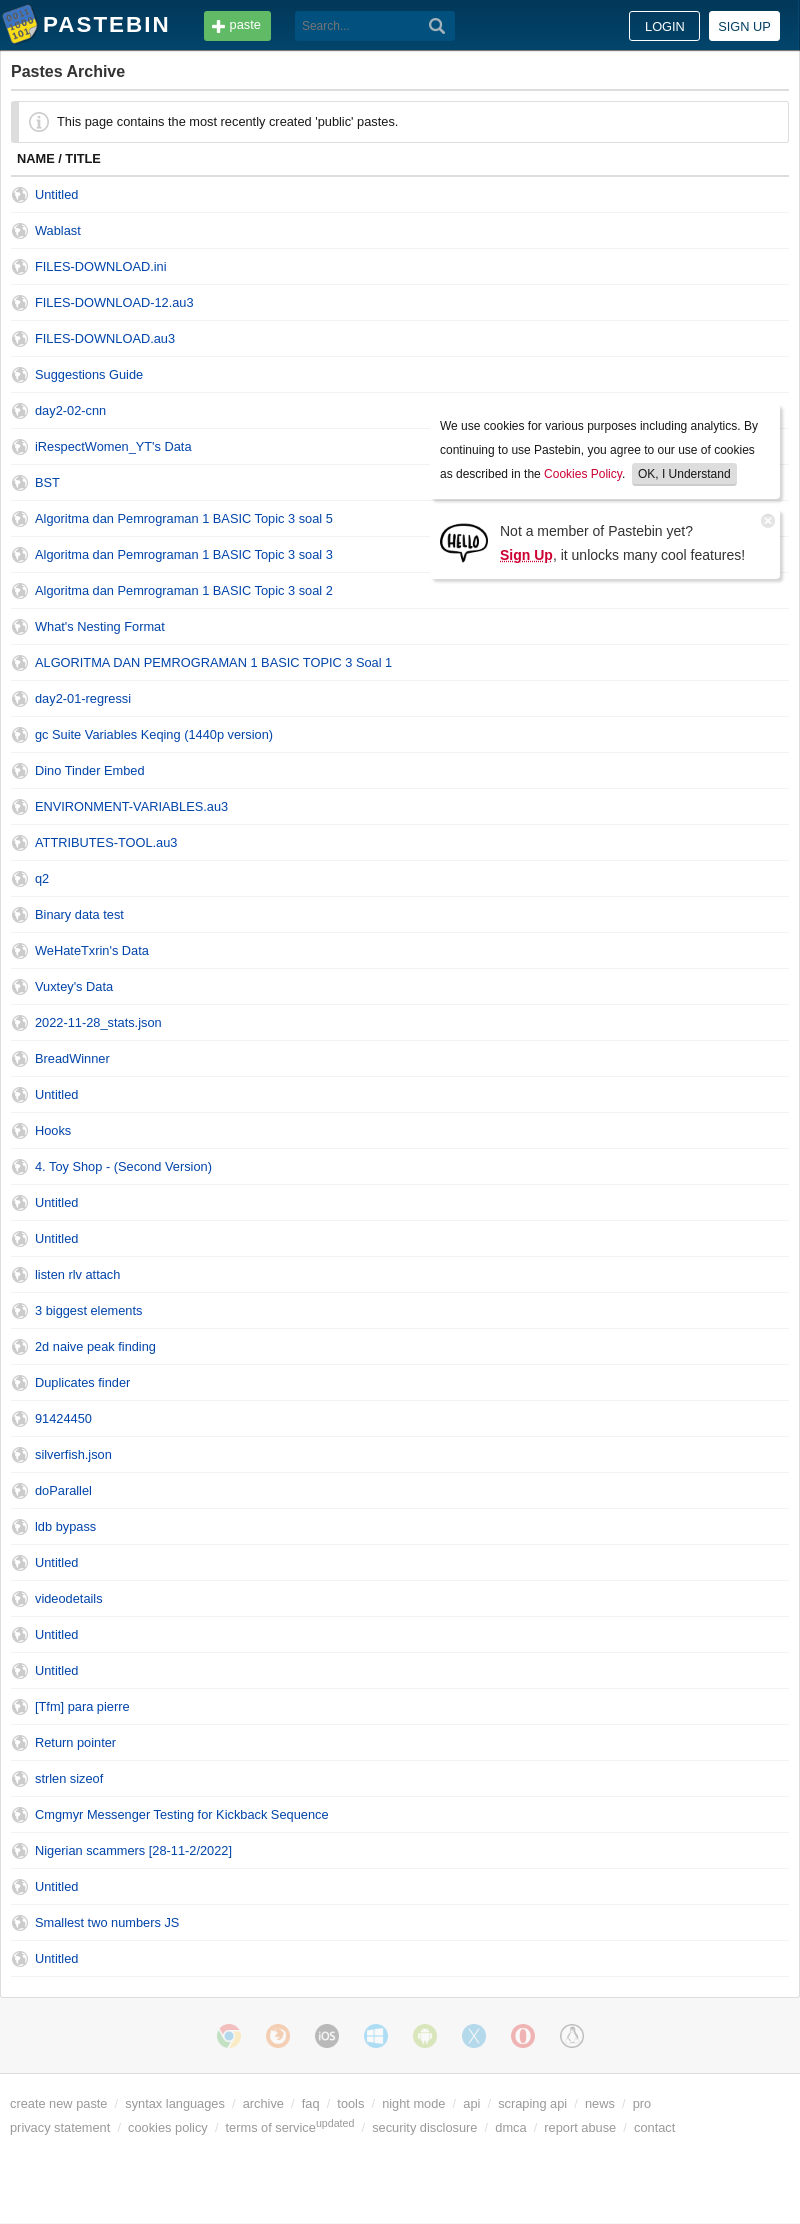 PASTEBIN
paste
Search...
LOGIN
SIGN UP
Pastes Archive
This page contains the most recently created 'public' pastes.
NAME / TITLE
Untitled
Wablast
FILES-DOWNLOAD.ini
FILES-DOWNLOAD-12.au3
FILES-DOWNLOAD.au3
Suggestions Guide
day2-02-cnn
iRespectWomen_YT's Data
BST
Algoritma dan Pemrograman 1 BASIC Topic 3 soal 5
Algoritma dan Pemrograman 1 BASIC Topic 3 soal 3
Algoritma dan Pemrograman 1 BASIC Topic 3 soal 2
We use cookies for various purposes including analytics. By
continuing to use Pastebin, you agree to our use of cookies
as described in the Cookies Policy. OK, I Understand
HELLO
Not a member of Pastebin yet?
Sign Up, it unlocks many cool features!
What's Nesting Format
ALGORITMA DAN PEMROGRAMAN 1 BASIC TOPIC 3 Soal 1
day2-01-regressi
gc Suite Variables Keqing (1440p version)
Dino Tinder Embed
ENVIRONMENT-VARIABLES.au3
ATTRIBUTES-TOOL.au3
q2
Binary data test
WeHateTxrin's Data
Vuxtey's Data
2022-11-28_stats.json
BreadWinner
Untitled
Hooks
4. Toy Shop - (Second Version)
Untitled
Untitled
listen rlv attach
3 biggest elements
2d naive peak finding
Duplicates finder
91424450
silverfish.json
doParallel
ldb bypass
Untitled
videodetails
Untitled
Untitled
[Tfm] para pierre
Return pointer
strlen sizeof
Cmgmyr Messenger Testing for Kickback Sequence
Nigerian scammers [28-11-2/2022]
Untitled
Smallest two numbers JS
Untitled
iOS
create new paste / syntax languages / archive / faq / tools / night mode / api / scraping api / news / pro
privacy statement / cookies policy / terms of service updated / security disclosure / dmca / report abuse / contact